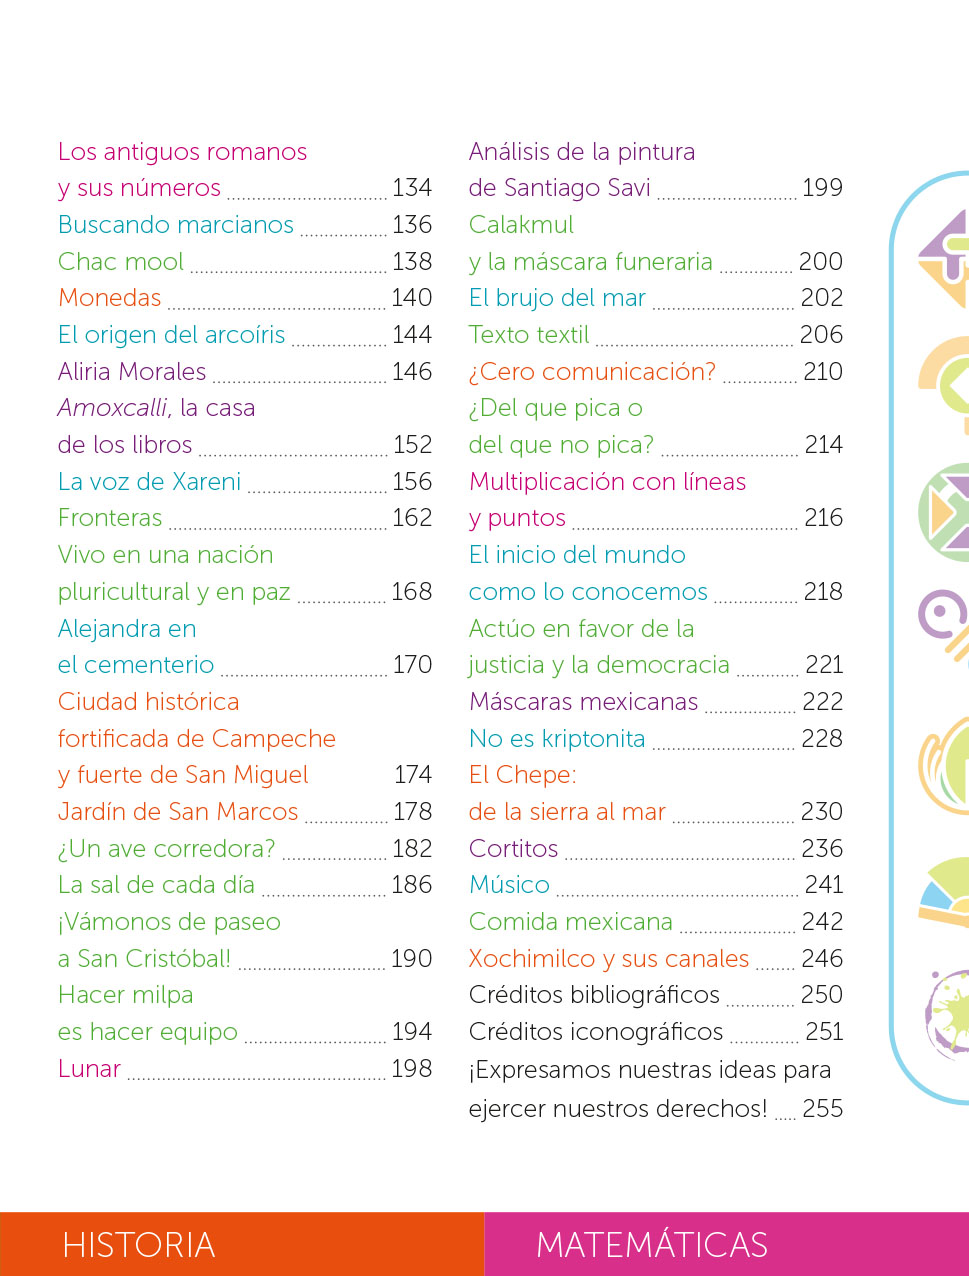 Los antiguos romanos
y sus números 134
Buscando marcianos 136
Chac mool 138
Monedas 140
El origen del arcoíris 144
Aliria Morales 146
Amoxcalli, la casa
de los libros 152
La voz de Xareni 156
Fronteras 162
Vivo en una nación
pluricultural y en paz 168
Alejandra en
el cementerio 170
Ciudad histórica
fortificada de Campeche
y fuerte de San Miguel 174
Jardín de San Marcos 178
¿Un ave corredora? 182
La sal de cada día 186
¡Vámonos de paseo
a San Cristóbal! 190
Hacer milpa
es hacer equipo 194
Lunar 198
Análisis de la pintura
de Santiago Savi 199
Calakmul
y la máscara funeraria 200
El brujo del mar 202
Texto textil 206
¿Cero comunicación? 210
¿Del que pica o
del que no pica? 214
Multiplicación con líneas
y puntos 216
El inicio del mundo
como lo conocemos 218
Actúo en favor de la
justicia y la democracia 221
Máscaras mexicanas 222
No es kriptonita 228
El Chepe:
de la sierra al mar 230
Cortitos 236
Músico 241
Comida mexicana 242
Xochimilco y sus canales 246
Créditos bibliográficos 250
Créditos iconográficos 251
¡Expresamos nuestras ideas para
ejercer nuestros derechos! 255
HISTORIA
MATEMÁTICAS